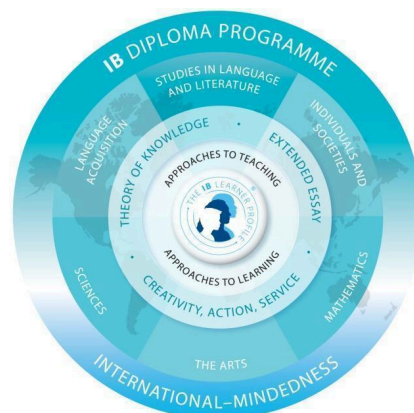 IB DIPLOMA PROGRAMME
STUDIES IN LANGUAGE
AND LITERATURE
LANGUAGE
ACQUISITION
INDIVIDUALS AND
SOCIETIES
THEORY OF KNOWLEDGE
EXTENDED ESSAY
APPROACHES TO TEACHING
THE IB LEARNER PROFILE
APPROACHES TO LEARNING
CREATIVITY, ACTION, SERVICE
SCIENCES
MATHEMATICS
THE ARTS
INTERNATIONAL–MINDEDNESS